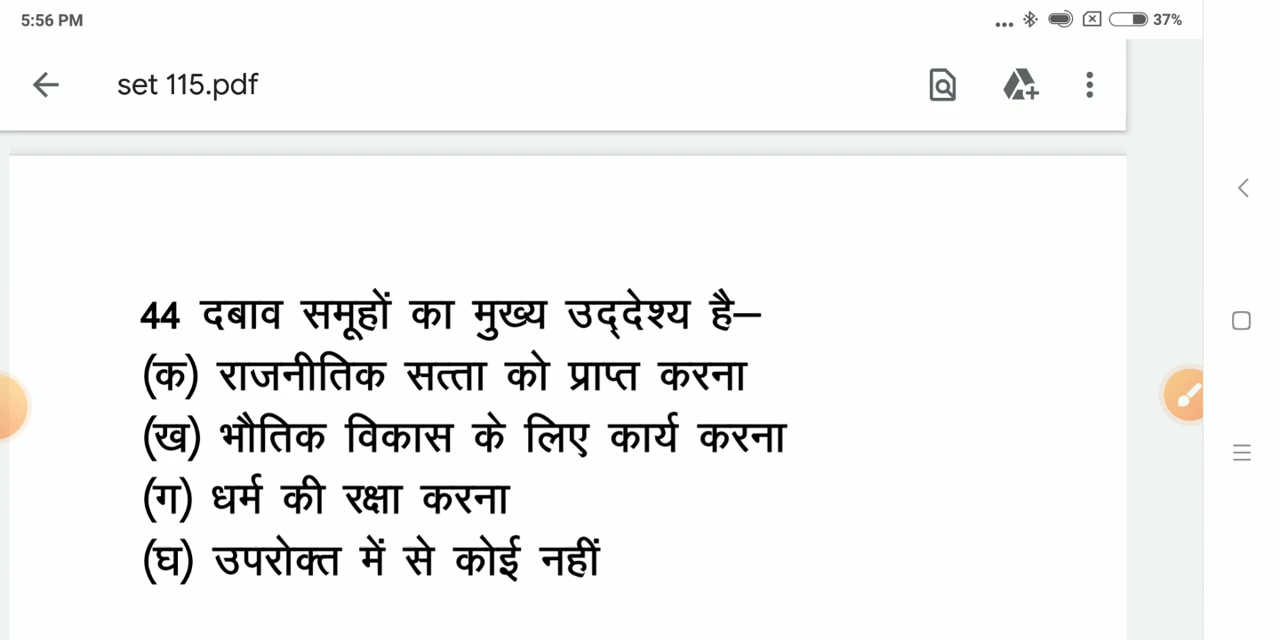 5:56 PM
37%
set 115.pdf
44 दबाव समूहों का मुख्य उद्देश्य है–
(क) राजनीतिक सत्ता को प्राप्त करना
(ख) भौतिक विकास के लिए कार्य करना
(ग) धर्म की रक्षा करना
(घ) उपरोक्त में से कोई नहीं